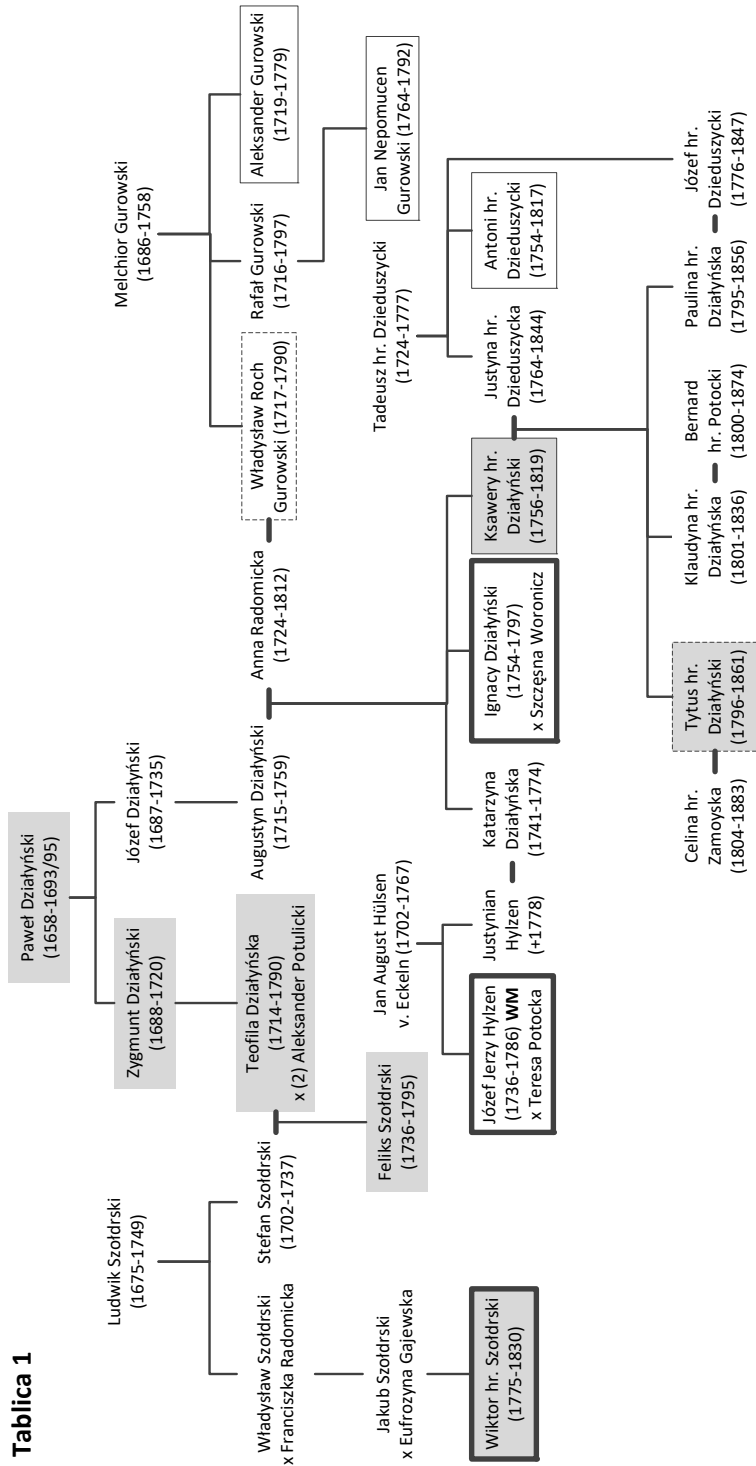 Tablica 1
Ludwik Szołdrski
(1675-1749)
Władysław Szołdrski
x Franciszka Radomicka
Stefan Szołdrski
(1702-1737)
Jakub Szołdrski
x Eufrozyna Gajewska
Wiktor hr. Szołdrski
(1775-1830)
Paweł Działyński
(1658-1693/95)
Zygmunt Działyński
(1688-1720)
Józef Działyński
(1687-1735)
Teofila Działyńska
(1714-1790)
x (2) Aleksander Potulicki
Augustyn Działyński
(1715-1759)
Feliks Szołdrski
(1736-1795)
Melchior Gurowski
(1686-1758)
Anna Radomicka
(1724-1812)
Władysław Roch
Gurowski (1717-1790)
Rafał Gurowski
(1716-1797)
Aleksander Gurowski
(1719-1779)
Jan Nepomucen
Gurowski (1764-1792)
Jan August Hülsen
v. Eckeln (1702-1767)
Józef Jerzy Hylzen
(1736-1786) WM
x Teresa Potocka
Justynian
Hylzen
(+1778)
Katarzyna
Działyńska
(1741-1774)
Ignacy Działyński
(1754-1797)
x Szczęsna Woronicz
Ksawery hr.
Działyński
(1756-1819)
Tadeusz hr. Dzieduszycki
(1724-1777)
Justyna hr.
Dzieduszycka
(1764-1844)
Antoni hr.
Dzieduszycki
(1754-1817)
Celina hr.
Zamoyska
(1804-1883)
Tytus hr.
Działyński
(1796-1861)
Klaudyna hr.
Działyńska
(1801-1836)
Bernard
hr. Potocki
(1800-1874)
Paulina hr.
Działyńska
(1795-1856)
Józef hr.
Dzieduszycki
(1776-1847)